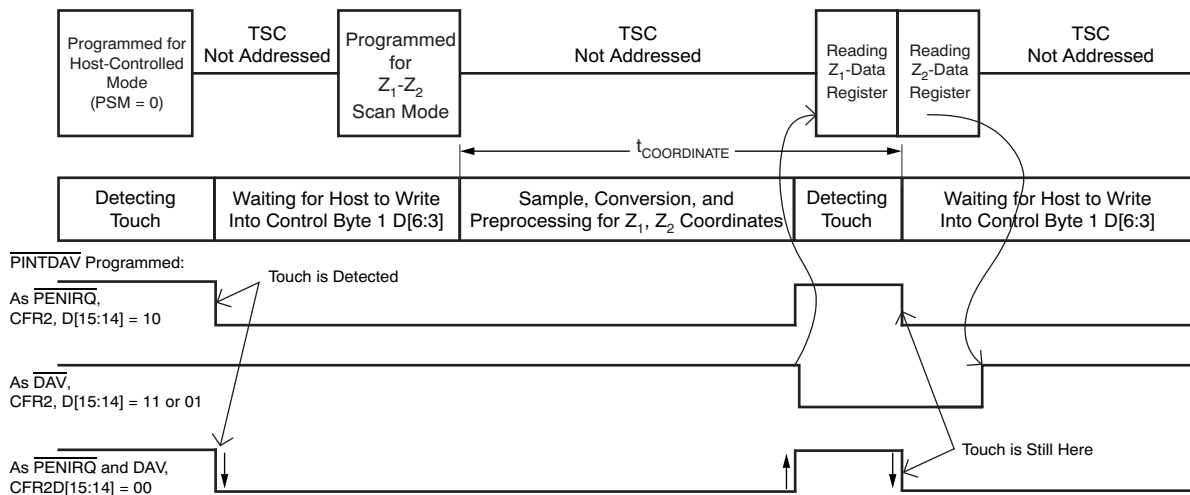 Programmed for
Host-Controlled
Mode
(PSM = 0)
TSC
Not Addressed
Programmed
for
Z1-Z2
Scan Mode
TSC
Not Addressed
Reading
Z1-Data
Register
Reading
Z2-Data
Register
TSC
Not Addressed
tCOORDINATE
Detecting
Touch
Waiting for Host to Write
Into Control Byte 1 D[6:3]
Sample, Conversion, and
Preprocessing for Z1, Z2 Coordinates
Detecting
Touch
Waiting for Host to Write
Into Control Byte 1 D[6:3]
PINTDAV Programmed:
Touch is Detected
As PENIRQ,
CFR2, D[15:14] = 10
As DAV,
CFR2, D[15:14] = 11 or 01
Touch is Still Here
As PENIRQ and DAV,
CFR2D[15:14] = 00